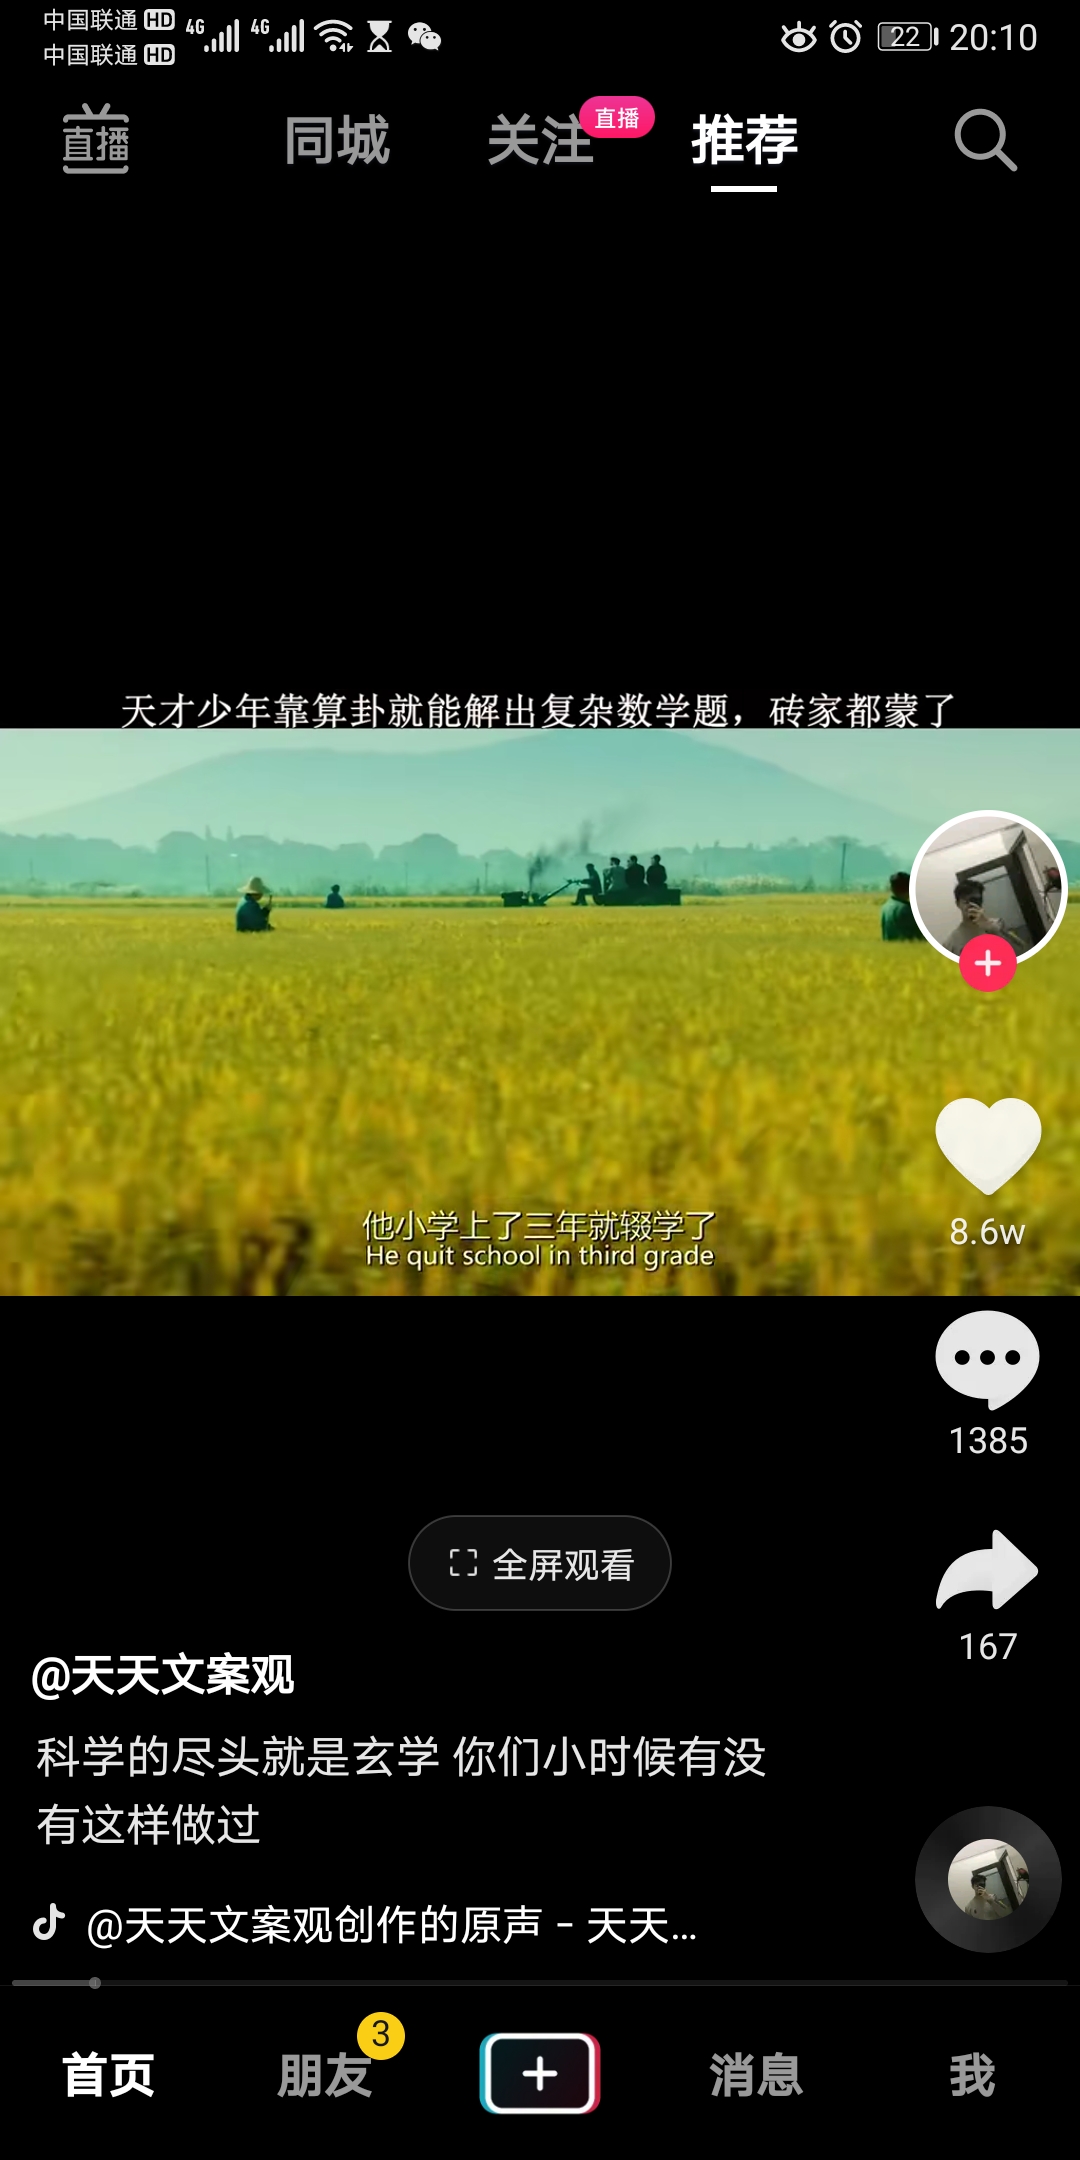 中国联通 HD 4G 4G 22 20:10
中国联通 HD
直播 同城 关注 直播 推荐
天才少年靠算卦就能解出复杂数学题，砖家都蒙了
他小学上了三年就辍学了
He quit school in third grade
8.6w
1385
全屏观看
167
@天天文案观
科学的尽头就是玄学 你们小时候有没
有这样做过
@天天文案观创作的原声 - 天天...
首页 朋友 3 消息 我